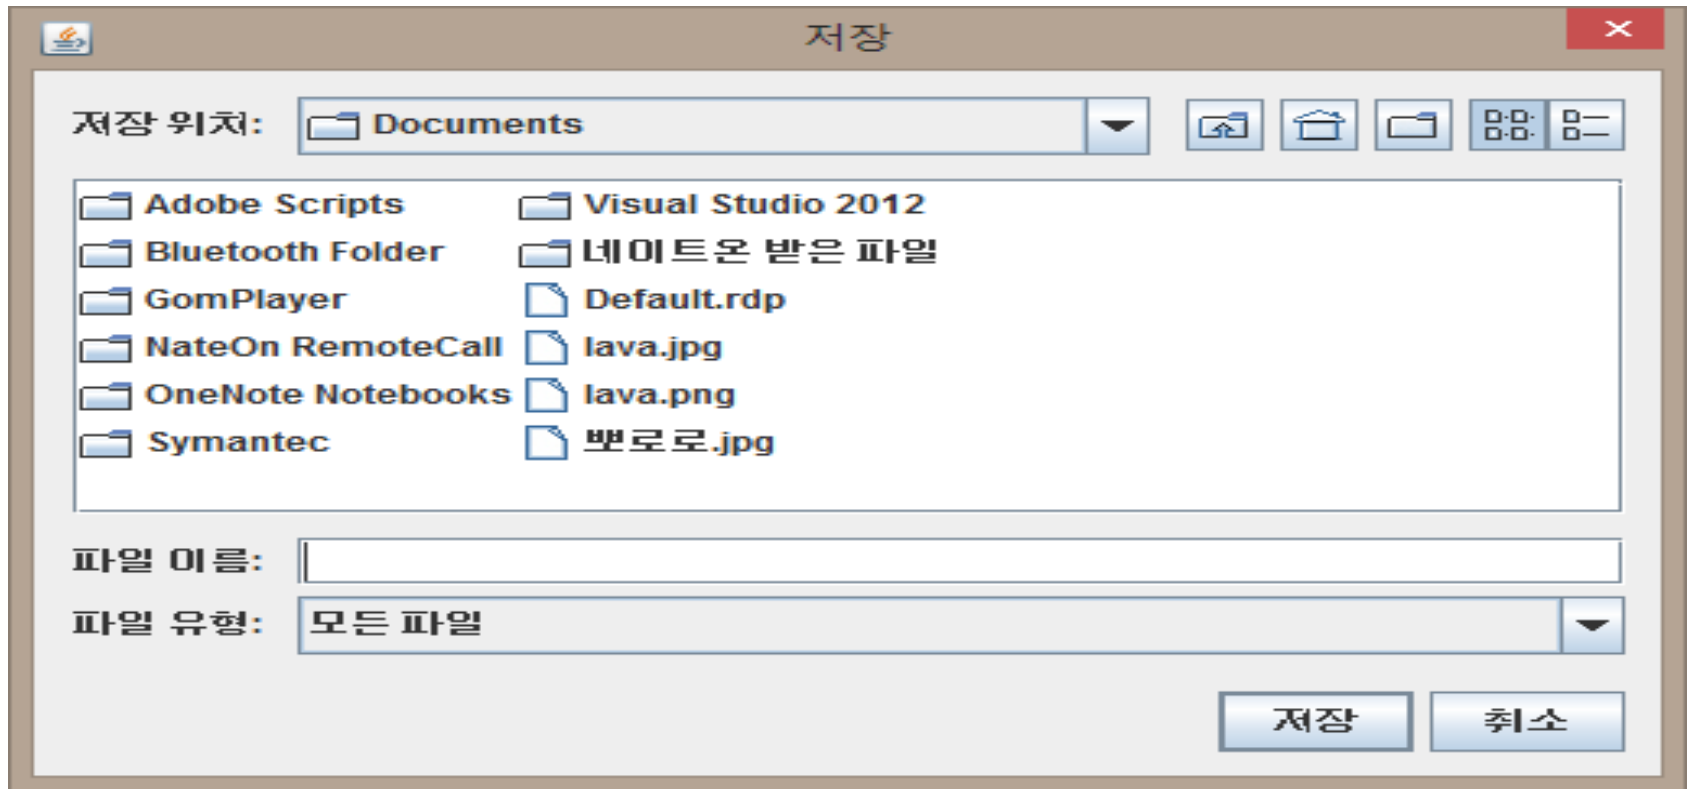 저장
저장 위치: Documents
Adobe Scripts
Bluetooth Folder
GomPlayer
NateOn RemoteCall
OneNote Notebooks
Symantec
Visual Studio 2012
네이트온 받은 파일
Default.rdp
lava.jpg
lava.png
뽀로로.jpg
파일 이름:
파일 유형: 모든 파일
저장 취소